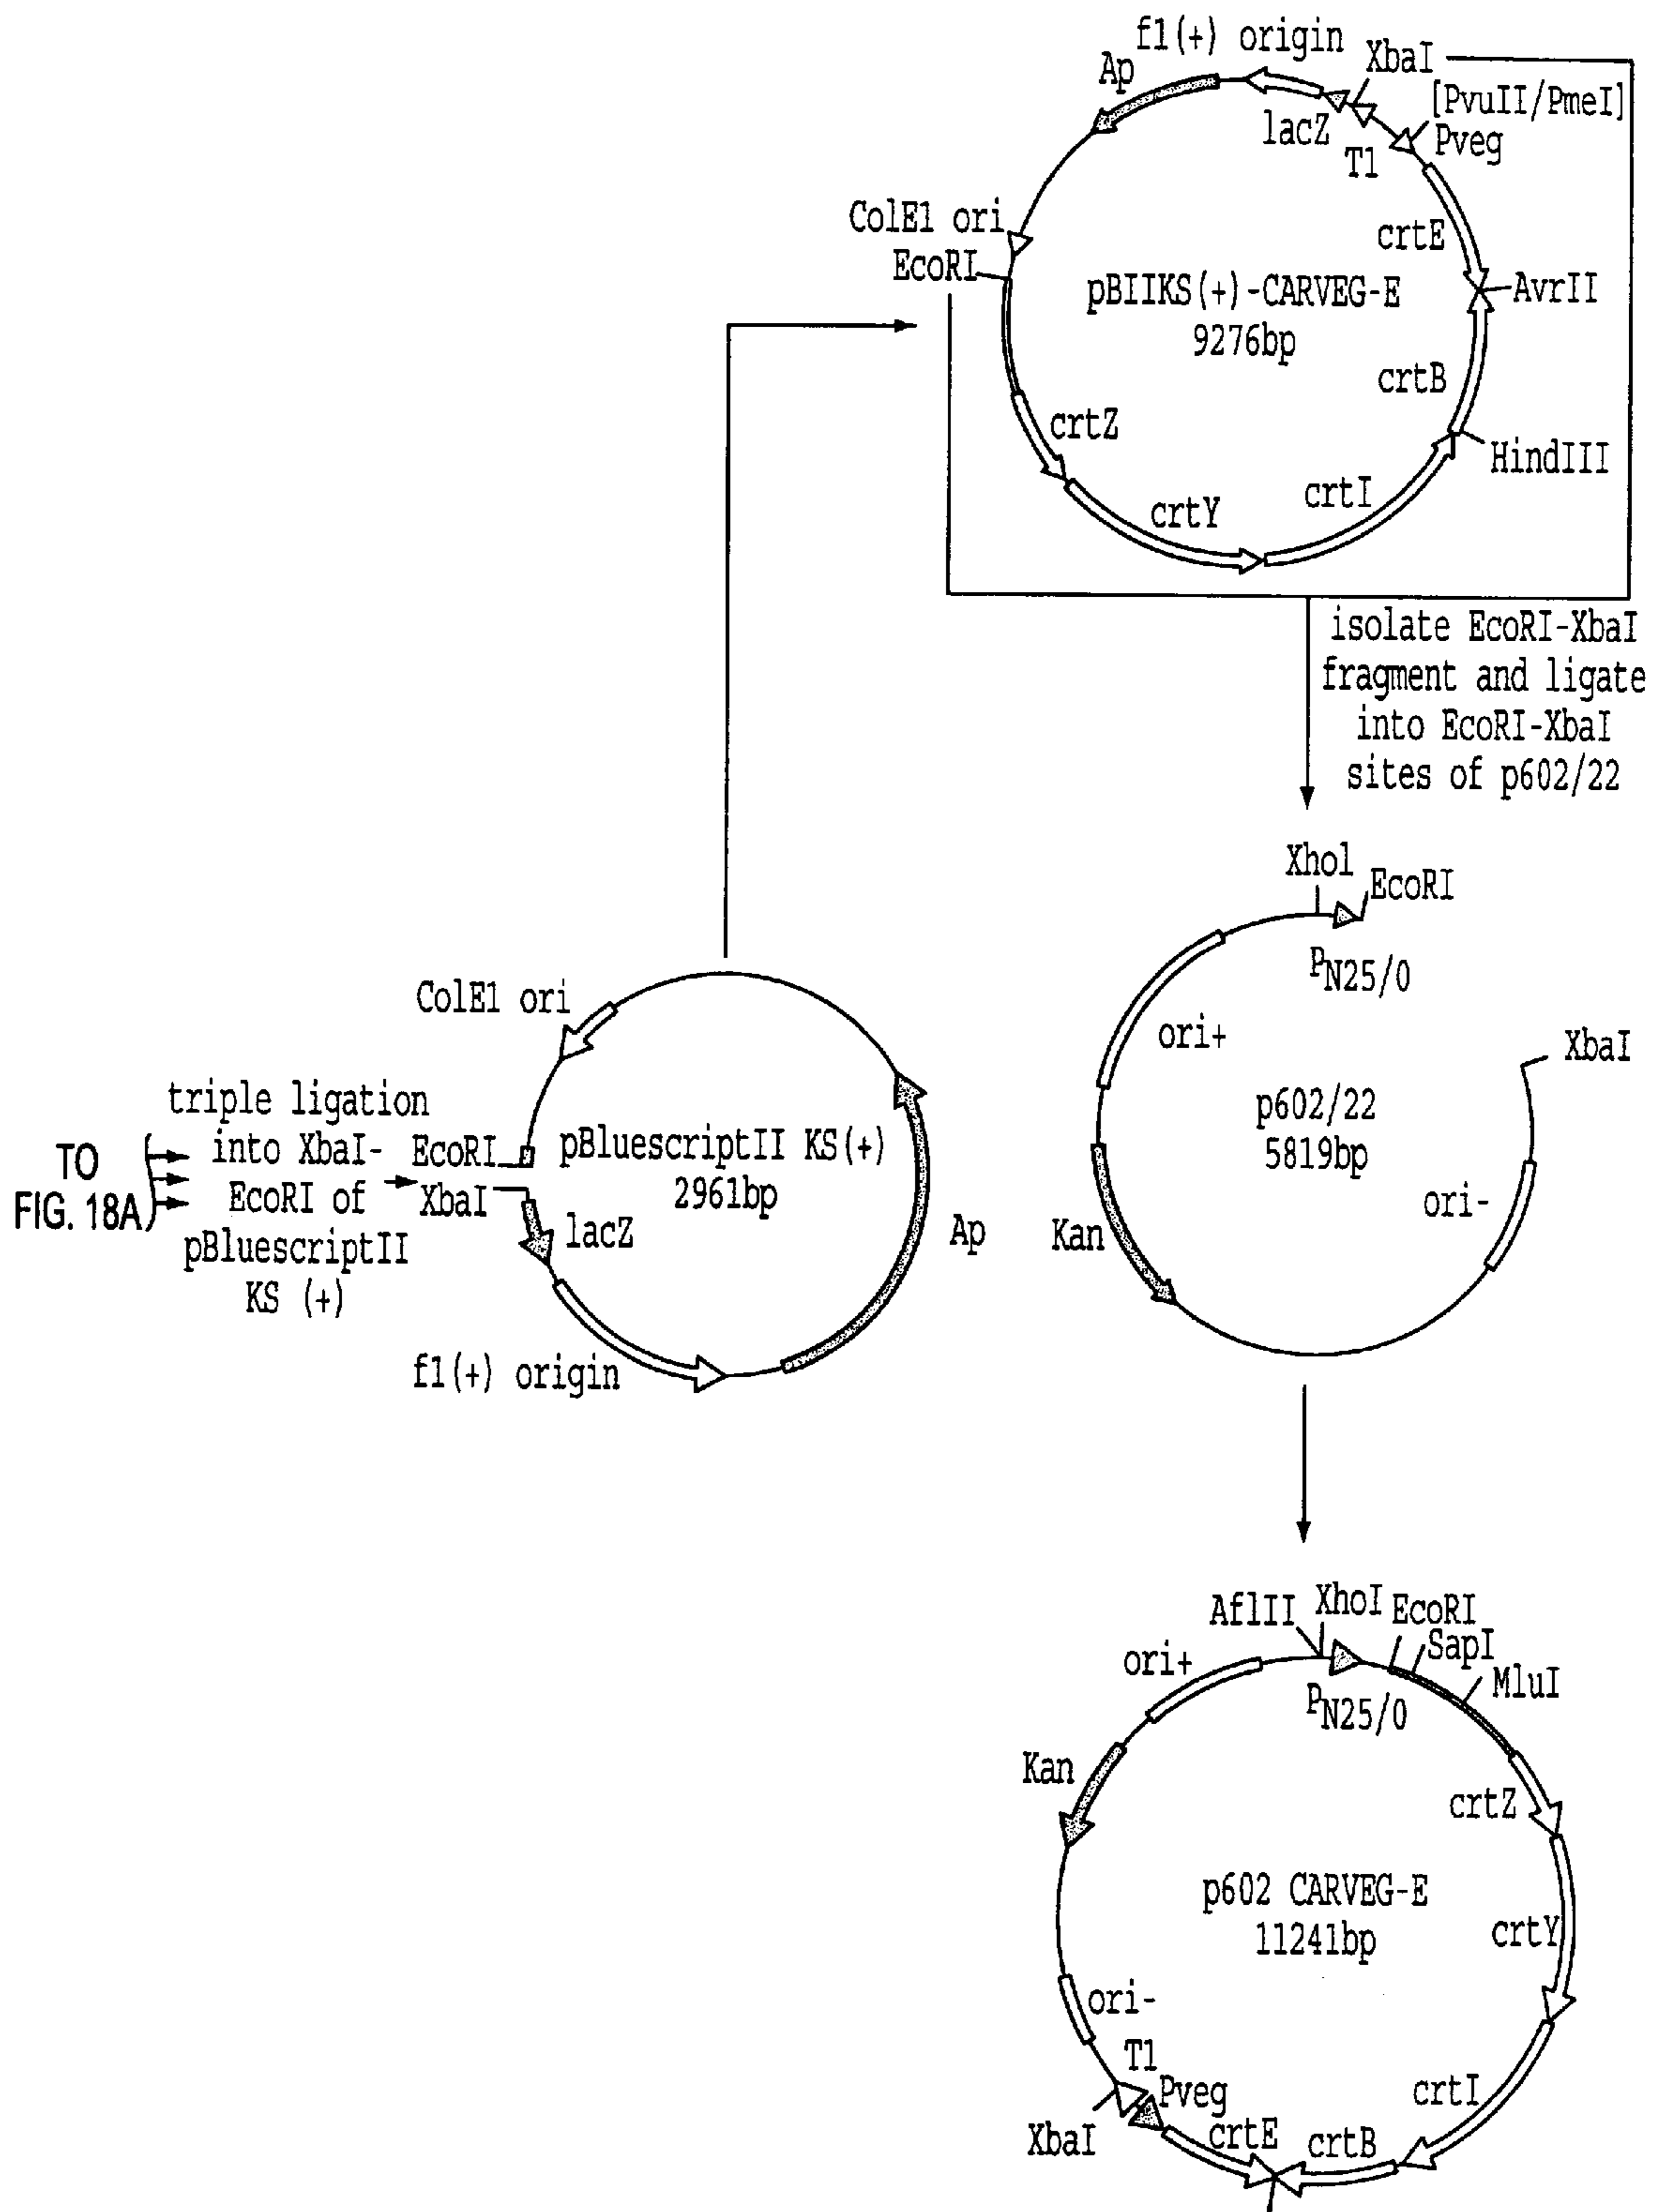 f1(+) origin
Ap
XbaI
[PvuII/PmeI]
lacZ
Pveg
T1
ColE1 ori
crtE
EcoRI
pBIIKS(+)-CARVEG-E
9276bp
AvrII
crtB
crtZ
HindIII
crtI
crtY
isolate EcoRI-XbaI
fragment and ligate
into EcoRI-XbaI
sites of p602/22
Xhol
EcoRI
PN25/0
ColE1 ori
ori+
XbaI
triple ligation
into XbaI-
EcoRI of
pBluescriptII
KS (+)
TO
FIG. 18A
EcoRI
XbaI
pBluescriptII KS(+)
2961bp
lacZ
Ap
f1(+) origin
p602/22
5819bp
ori-
Kan
AflII
XhoI
EcoRI
SapI
MluI
ori+
PN25/0
Kan
crtZ
p602 CARVEG-E
11241bp
crtY
ori-
T1
Pveg
crtI
XbaI
crtE
crtB